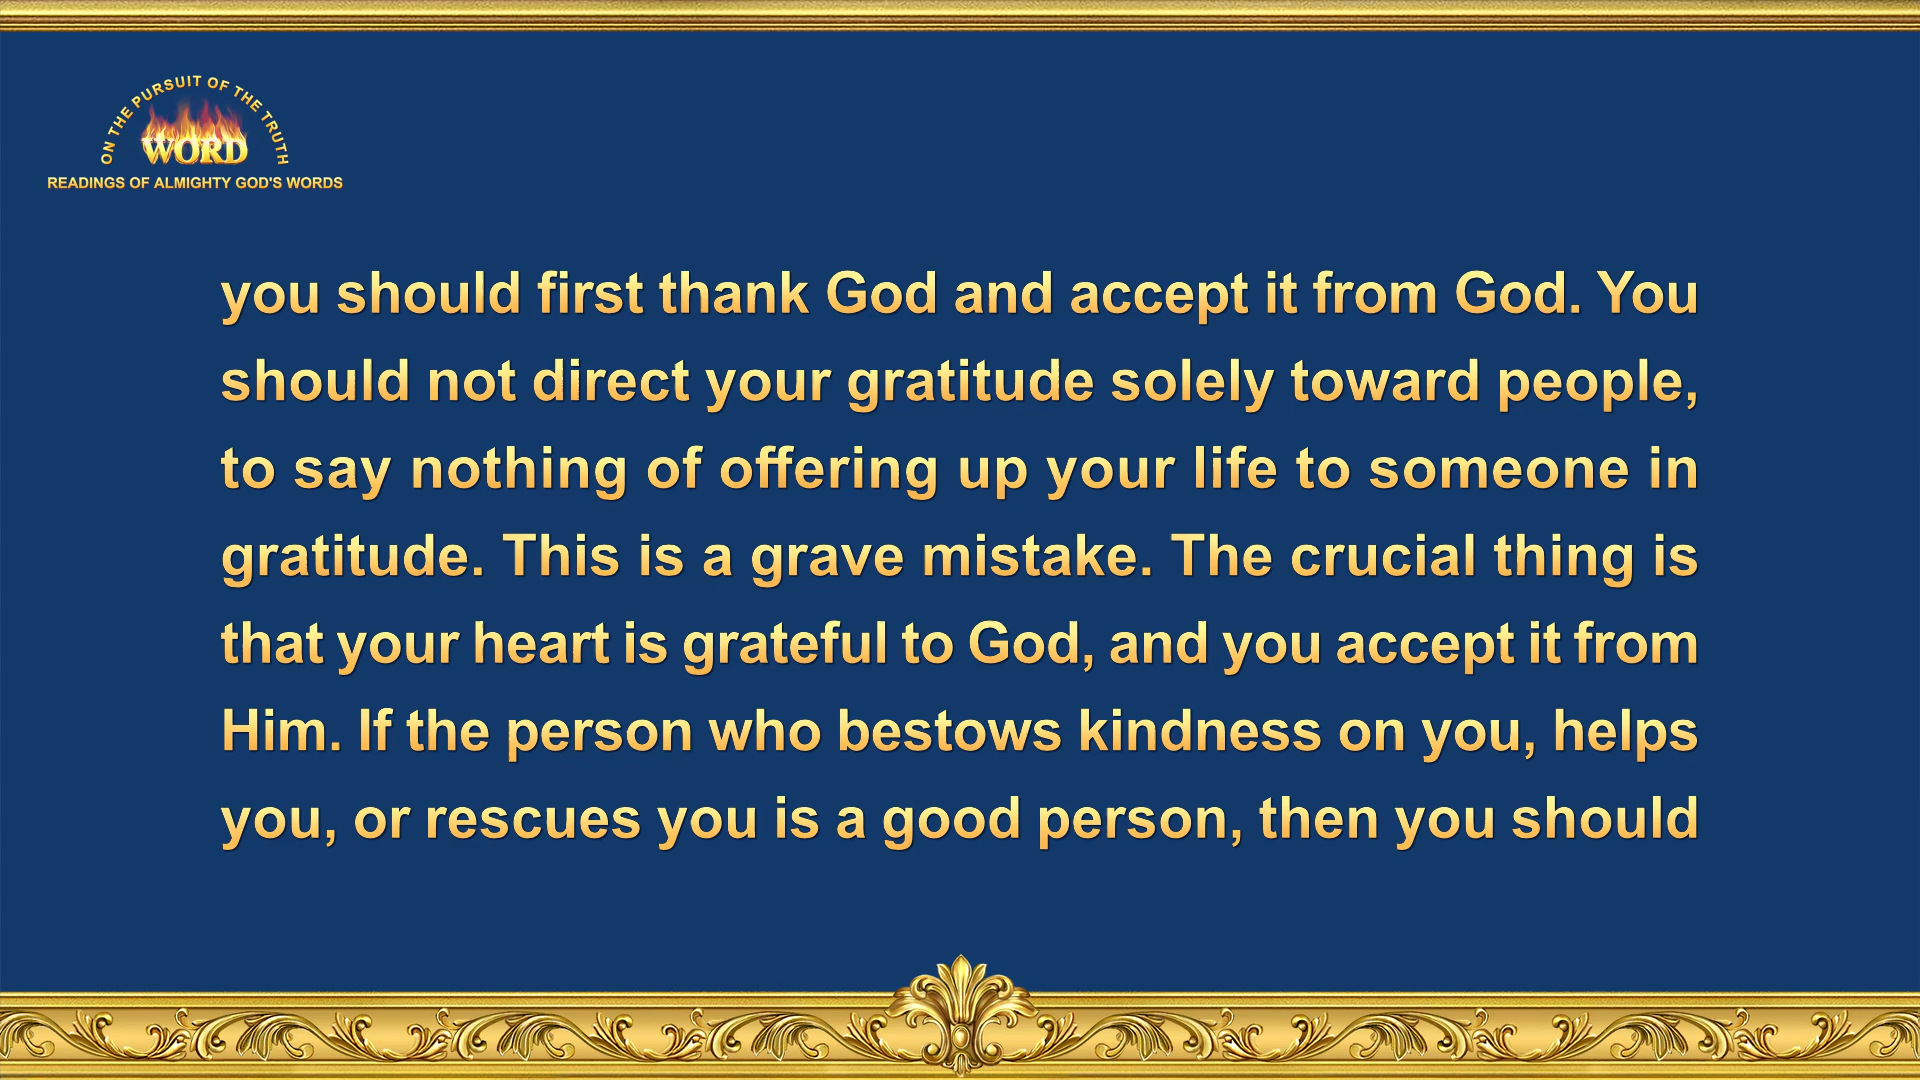 ON THE PURSUIT OF THE TRUTH
WORD
READINGS OF ALMIGHTY GOD'S WORDS
you should first thank God and accept it from God. You
should not direct your gratitude solely toward people,
to say nothing of offering up your life to someone in
gratitude. This is a grave mistake. The crucial thing is
that your heart is grateful to God, and you accept it from
Him. If the person who bestows kindness on you, helps
you, or rescues you is a good person, then you should